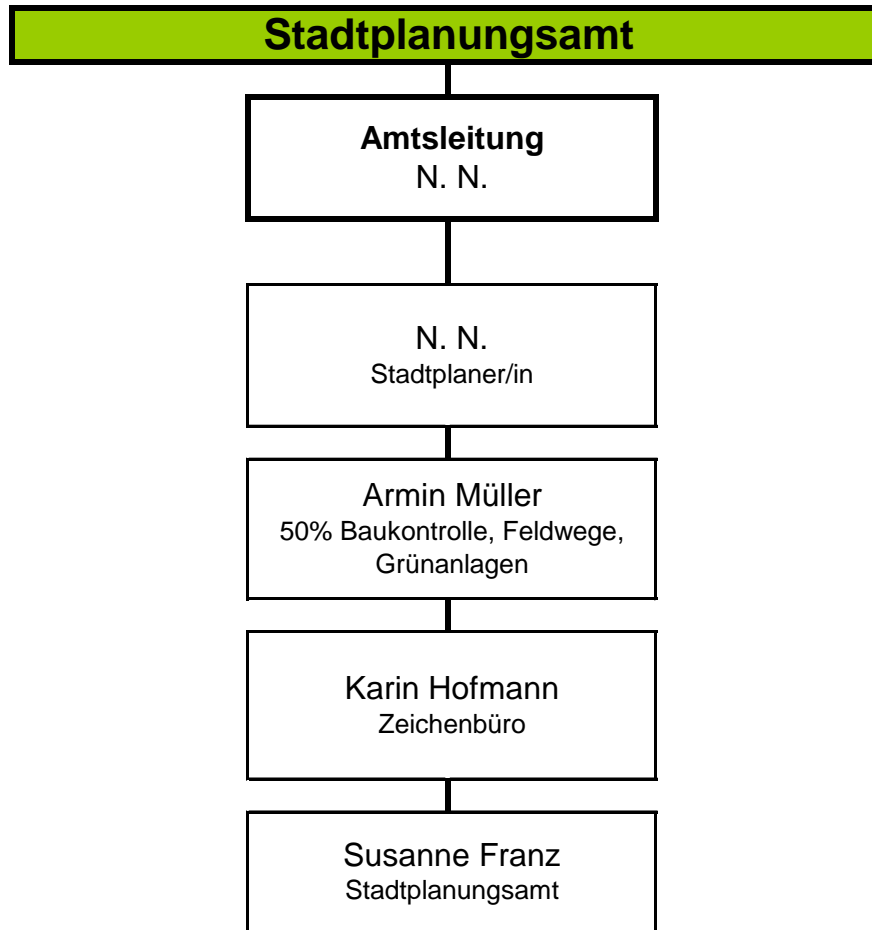 Stadtplanungsamt
Amtsleitung
N. N.
N. N.
Stadtplaner/in
Armin Müller
50% Baukontrolle, Feldwege,
Grünanlagen
Karin Hofmann
Zeichenbüro
Susanne Franz
Stadtplanungsamt